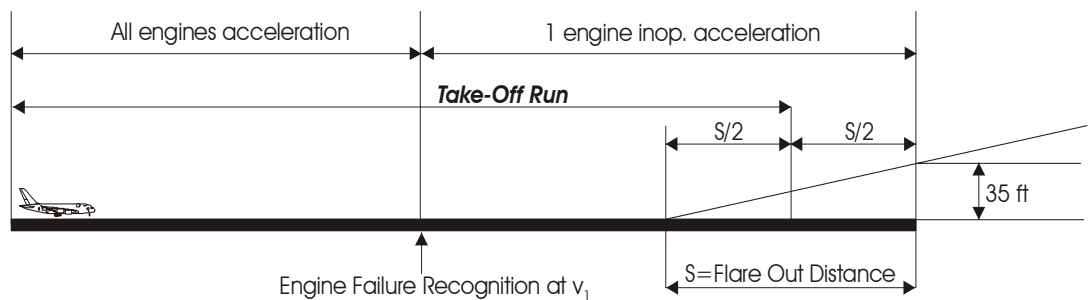 All engines acceleration
1 engine inop. acceleration
Take-Off Run
S/2
S/2
35 ft
S=Flare Out Distance
Engine Failure Recognition at v₁